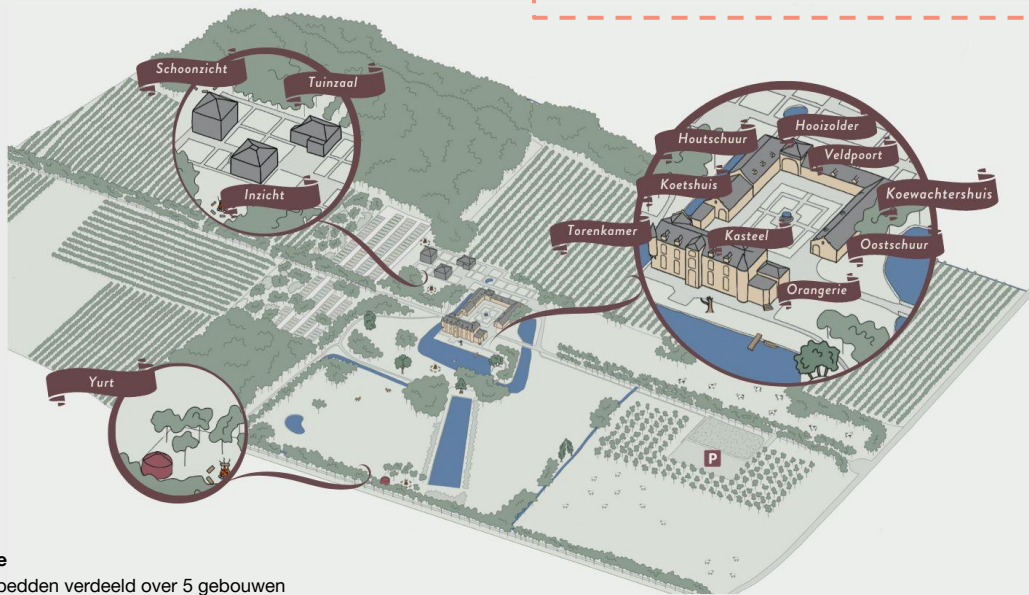 Schoonzicht
Tuinzaal
Inzicht
Hooizolder
Houtschuur
Veldpoort
Koetshuis
Koewachtershuis
Torenkamer
Kasteel
Oostschuur
Orangerie
Yurt
P
bedden verdeeld over 5 gebouwen